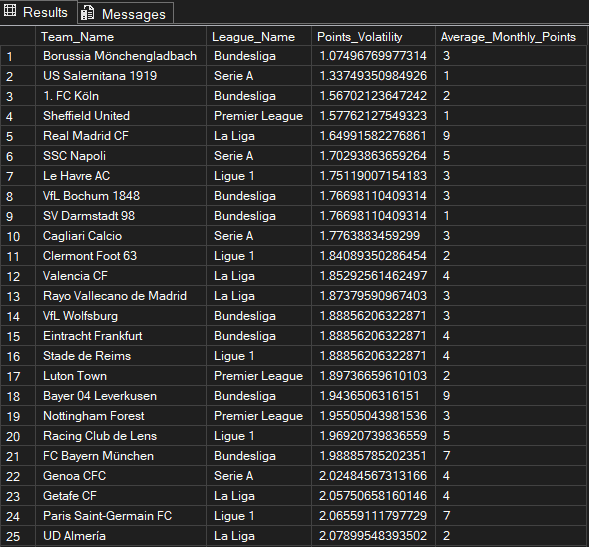 Results Messages
Team_Name League_Name Points_Volatility Average_Monthly_Points
1 Borussia Mönchengladbach Bundesliga 1.07496769977314 3
2 US Salernitana 1919 Serie A 1.33749350984926 1
3 1. FC Köln Bundesliga 1.56702123647242 2
4 Sheffield United Premier League 1.57762127549323 1
5 Real Madrid CF La Liga 1.64991582276861 9
6 SSC Napoli Serie A 1.70293863659264 5
7 Le Havre AC Ligue 1 1.75119007154183 3
8 VfL Bochum 1848 Bundesliga 1.76698110409314 3
9 SV Darmstadt 98 Bundesliga 1.76698110409314 1
10 Cagliari Calcio Serie A 1.7763883459299 3
11 Clermont Foot 63 Ligue 1 1.84089350286454 2
12 Valencia CF La Liga 1.85292561462497 4
13 Rayo Vallecano de Madrid La Liga 1.87379590967403 3
14 VfL Wolfsburg Bundesliga 1.88856206322871 3
15 Eintracht Frankfurt Bundesliga 1.88856206322871 4
16 Stade de Reims Ligue 1 1.88856206322871 4
17 Luton Town Premier League 1.89736659610103 2
18 Bayer 04 Leverkusen Bundesliga 1.9436506316151 9
19 Nottingham Forest Premier League 1.95505043981536 3
20 Racing Club de Lens Ligue 1 1.96920739836559 5
21 FC Bayern München Bundesliga 1.98885785202351 7
22 Genoa CFC Serie A 2.02484567313166 4
23 Getafe CF La Liga 2.05750658160146 4
24 Paris Saint-Germain FC Ligue 1 2.06559111797729 7
25 UD Almería La Liga 2.07899548393502 2